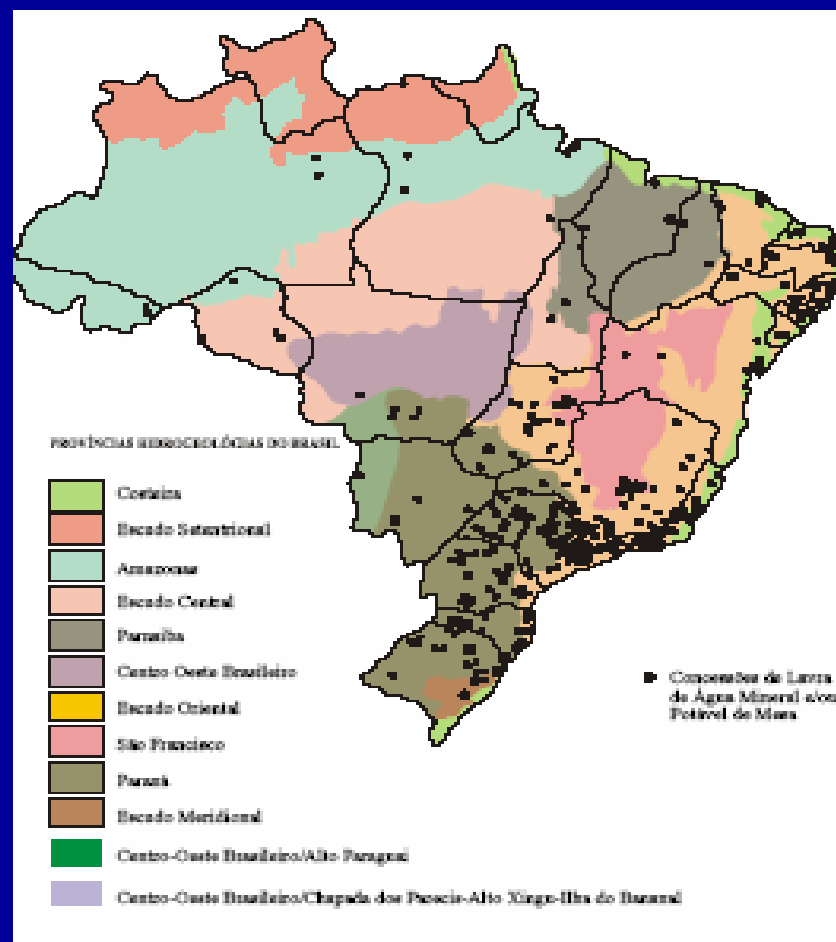 PROVÍNCIAS HIDROGEOLÓGICAS DO BRASIL
Costeira
Escudo Setentrional
Amazonas
Escudo Central
Parnaíba
Centro Oeste Brasileiro
Escudo Oriental
São Francisco
Paraná
Escudo Meridional
Centro-Oeste Brasileiro/Alto Paraguai
Centro-Oeste Brasileiro/Chapada dos Parecis-Alto Xingu-Ilha do Bananal
Concessões de Lavra
de Água Mineral e/ou
Potável de Mesa